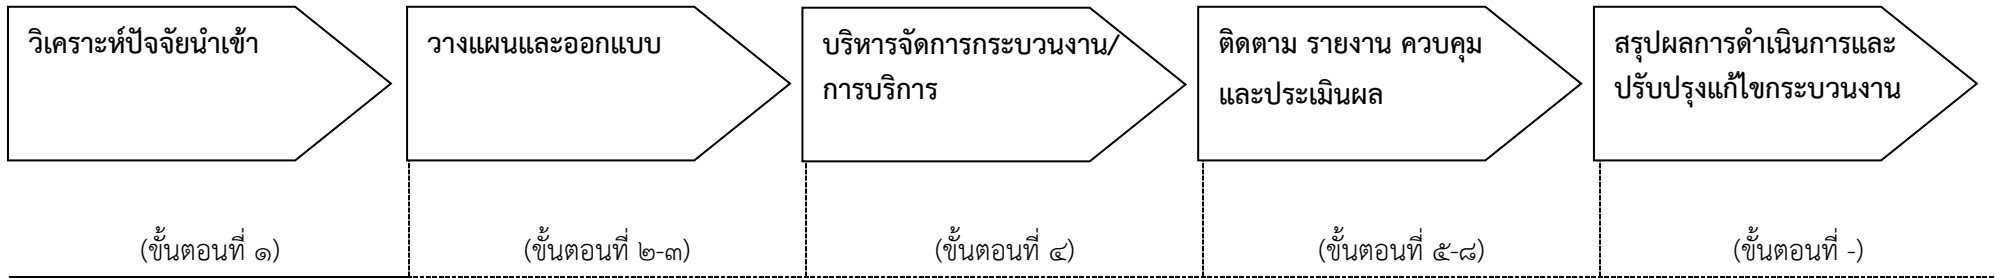 วิเคราะห์ปัจจัยนำเข้า
วางแผนและออกแบบ
บริหารจัดการกระบวนงาน/
การบริการ
ติดตาม รายงาน ควบคุม
และประเมินผล
สรุปผลการดำเนินการและ
ปรับปรุงแก้ไขกระบวนงาน
(ขั้นตอนที่ ๑)
(ขั้นตอนที่ ๒-๓)
(ขั้นตอนที่ ๔)
(ขั้นตอนที่ ๕-๘)
(ขั้นตอนที่ -)